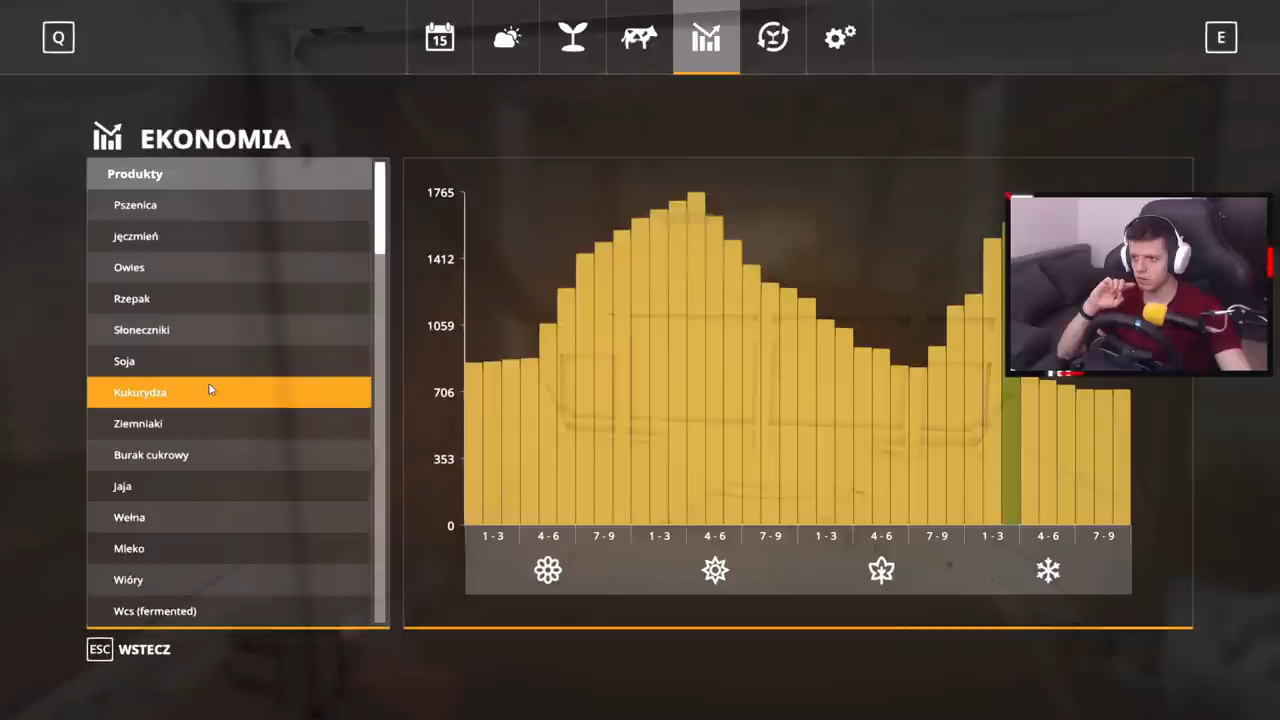 Q
15
E
EKONOMIA
Produkty
Pszenica
Jęczmień
Owies
Rzepak
Słoneczniki
Soja
Kukurydza
Ziemniaki
Burak cukrowy
Jaja
Wełna
Mleko
Wióry
Wcs (fermented)
1765
1412
1059
706
353
0
1 - 3 4 - 6 7 - 9 1 - 3 4 - 6 7 - 9 1 - 3 4 - 6 7 - 9 1 - 3 4 - 6 7 - 9
ESC WSTECZ